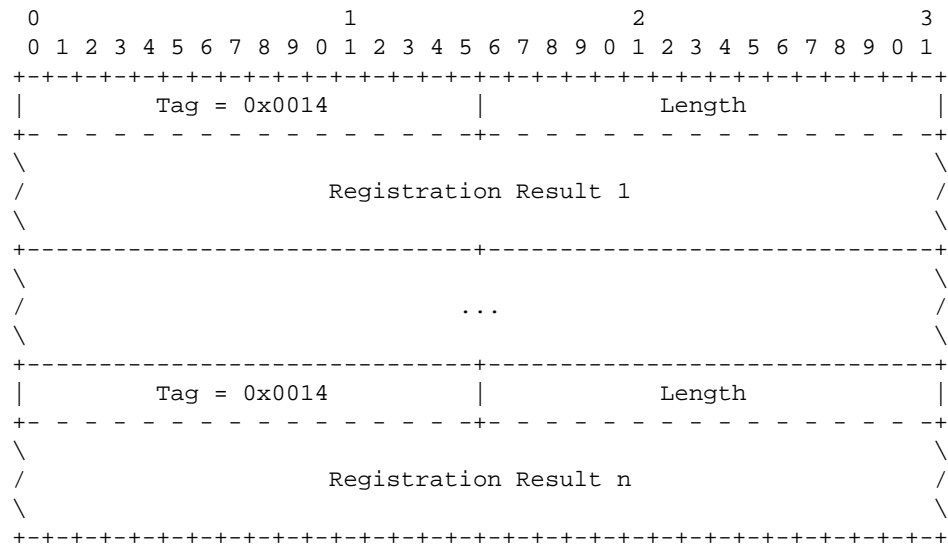 0                   1                   2                   3
 0 1 2 3 4 5 6 7 8 9 0 1 2 3 4 5 6 7 8 9 0 1 2 3 4 5 6 7 8 9 0 1
+-+-+-+-+-+-+-+-+-+-+-+-+-+-+-+-+-+-+-+-+-+-+-+-+-+-+-+-+-+-+-+-+
|         Tag = 0x0014          |            Length             |
+- - - - - - - - - - - - - - - -+- - - - - - - - - - - - - - - -+
\                                                               \
/                     Registration Result 1                     /
\                                                               \
+-------------------------------+-------------------------------+
\                                                               \
/                              ...                              /
\                                                               \
+-------------------------------+-------------------------------+
|         Tag = 0x0014          |            Length             |
+- - - - - - - - - - - - - - - -+- - - - - - - - - - - - - - - -+
\                                                               \
/                     Registration Result n                     /
\                                                               \
+-+-+-+-+-+-+-+-+-+-+-+-+-+-+-+-+-+-+-+-+-+-+-+-+-+-+-+-+-+-+-+-+